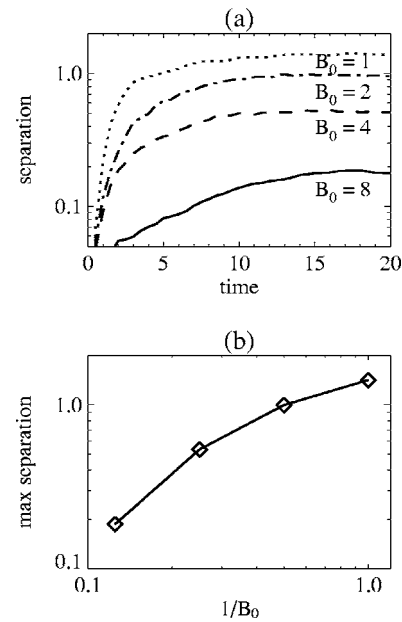 (a)
1.0
0.1
separation
B₀ = 1
B₀ = 2
B₀ = 4
B₀ = 8
0 5 10 15 20
time
(b)
1.0
0.1
max separation
0.1 1.0
1/B₀